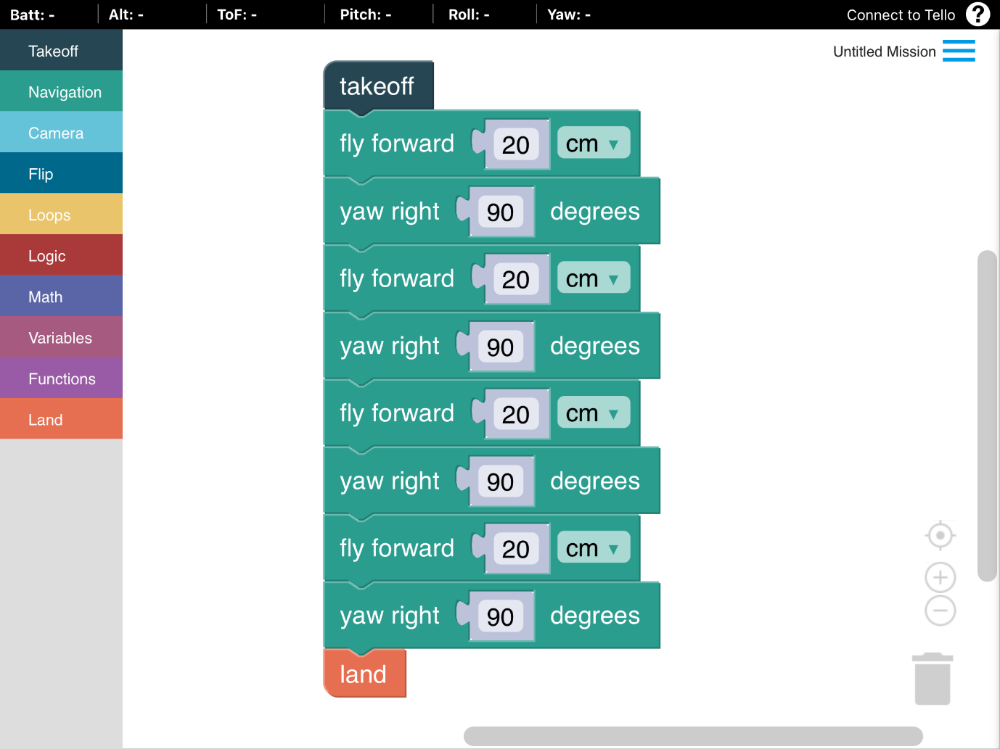 Batt: - Alt: - ToF: - Pitch: - Roll: - Yaw: - Connect to Tello ?
Untitled Mission
Takeoff
Navigation
Camera
Flip
Loops
Logic
Math
Variables
Functions
Land
takeoff
fly forward 20 cm ▾
yaw right 90 degrees
fly forward 20 cm ▾
yaw right 90 degrees
fly forward 20 cm ▾
yaw right 90 degrees
fly forward 20 cm ▾
yaw right 90 degrees
land